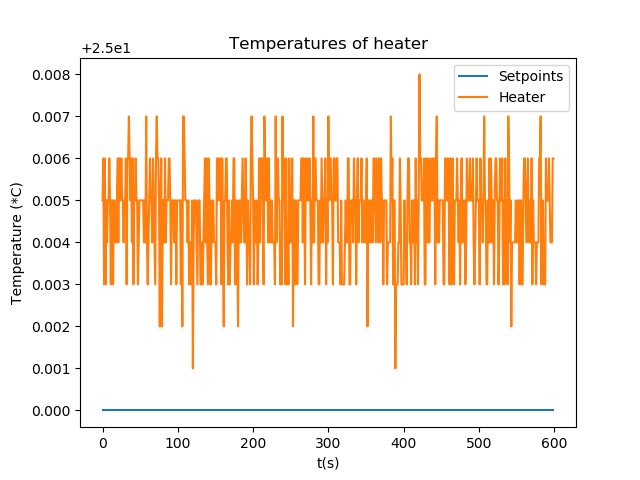 Temperatures of heater
+2.5e1
Setpoints
Heater
0.008
0.007
0.006
0.005
0.004
0.003
0.002
0.001
0.000
Temperature (*C)
0 100 200 300 400 500 600
t(s)